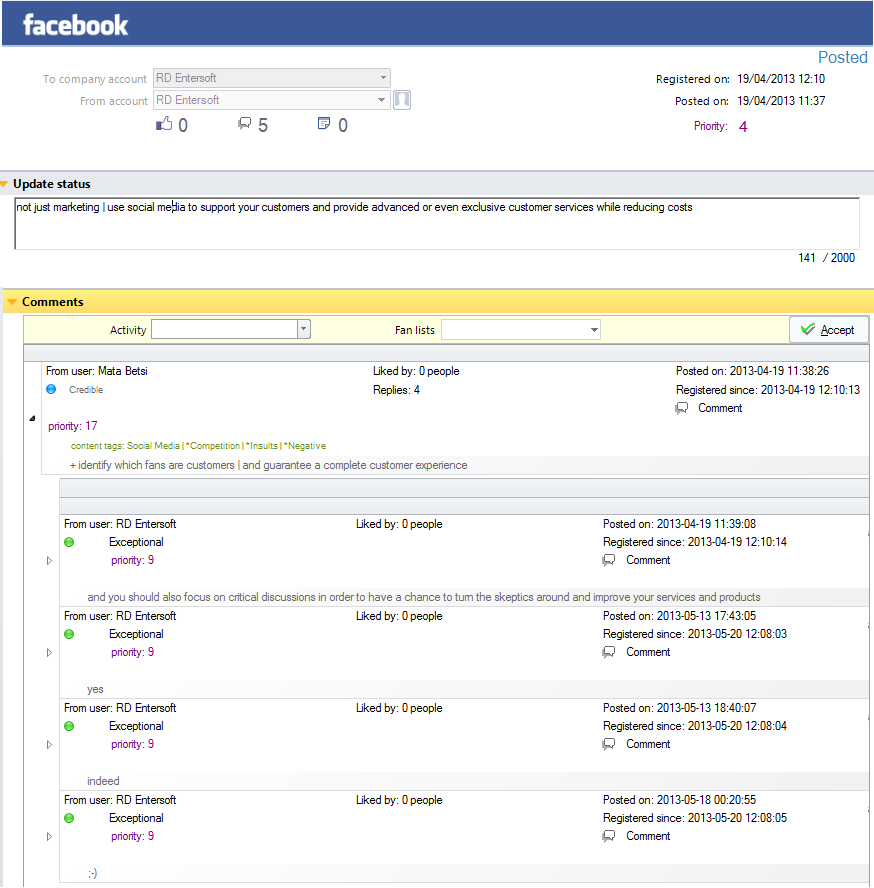 facebook
Posted
To company account RD Entersoft Registered on: 19/04/2013 12:10
From account RD Entersoft Posted on: 19/04/2013 11:37
0 5 0 Priority: 4
Update status
not just marketing | use social media to support your customers and provide advanced or even exclusive customer services while reducing costs
141 / 2000
Comments
Activity Fan lists Accept
From user: Mata Betsi Liked by: 0 people Posted on: 2013-04-19 11:38:26
Credible Replies: 4 Registered since: 2013-04-19 12:10:13
Comment
priority: 17
content tags: Social Media | *Competition | *Insults | *Negative
+ identify which fans are customers | and guarantee a complete customer experience
From user: RD Entersoft Liked by: 0 people Posted on: 2013-04-19 11:39:08
Exceptional Registered since: 2013-04-19 12:10:14
priority: 9 Comment
and you should also focus on critical discussions in order to have a chance to turn the skeptics around and improve your services and products
From user: RD Entersoft Liked by: 0 people Posted on: 2013-05-13 17:43:05
Exceptional Registered since: 2013-05-20 12:08:03
priority: 9 Comment
yes
From user: RD Entersoft Liked by: 0 people Posted on: 2013-05-13 18:40:07
Exceptional Registered since: 2013-05-20 12:08:04
priority: 9 Comment
indeed
From user: RD Entersoft Liked by: 0 people Posted on: 2013-05-18 00:20:55
Exceptional Registered since: 2013-05-20 12:08:05
priority: 9 Comment
;-)